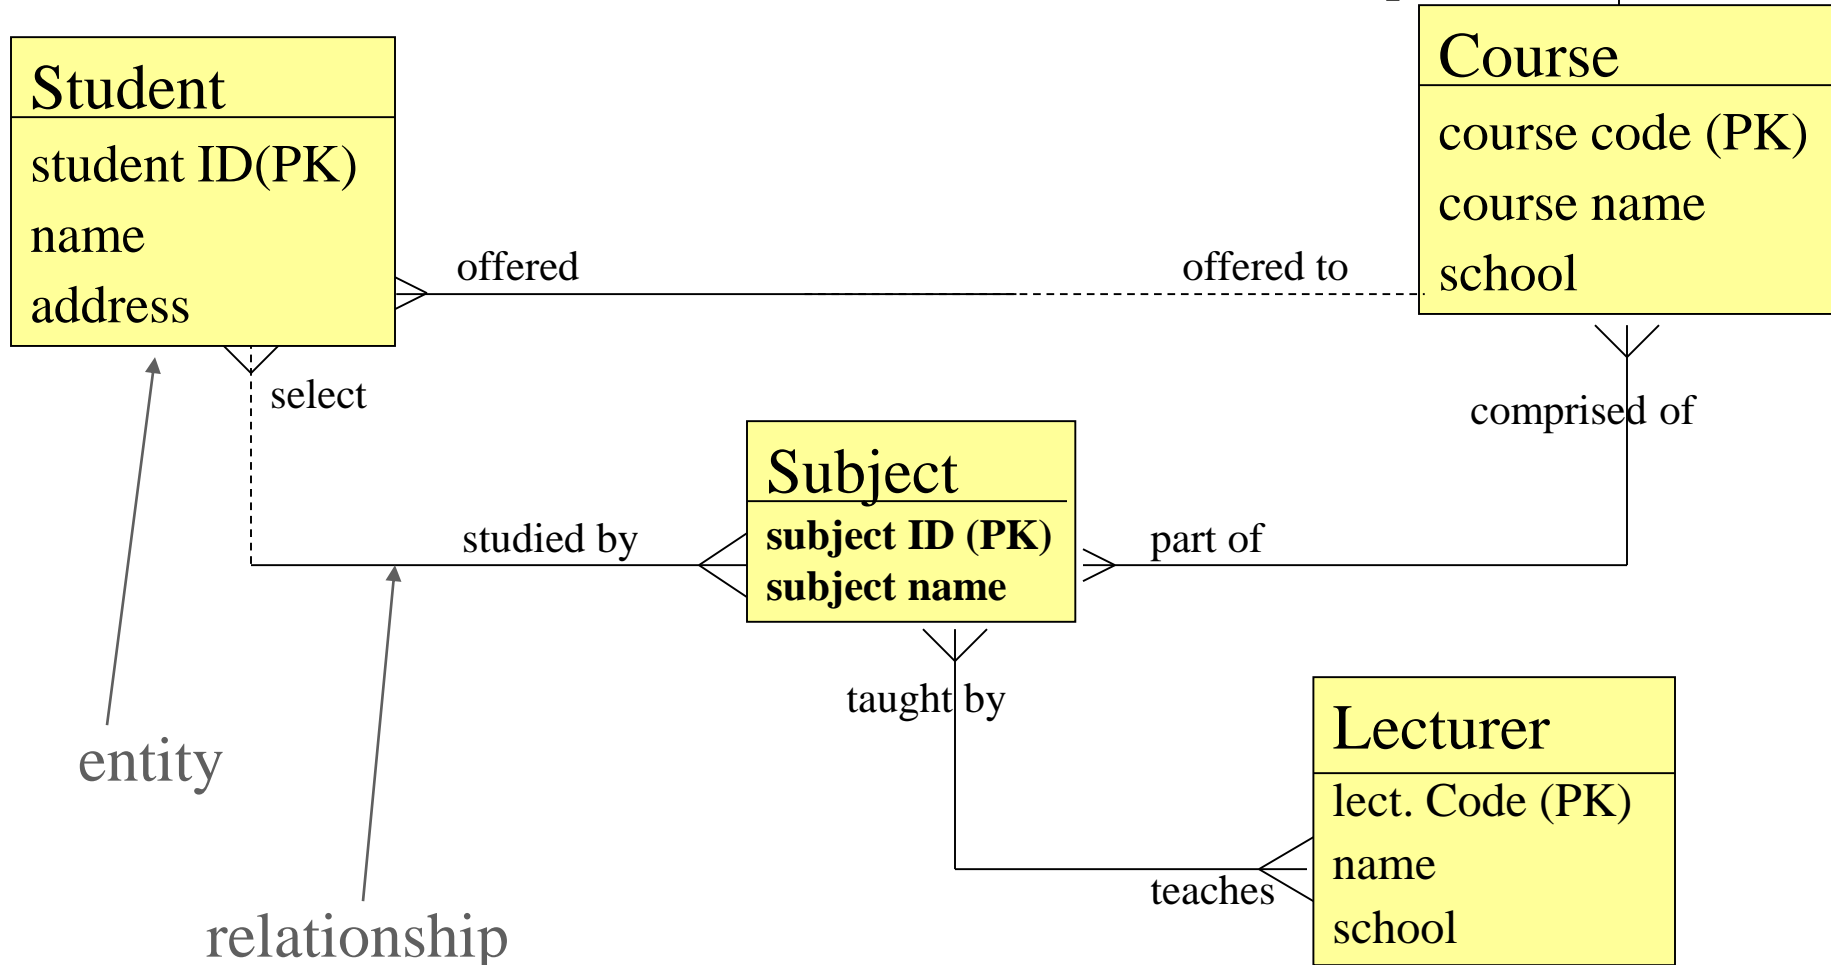 Student
student ID(PK)
name
address
Course
course code (PK)
course name
school
offered
offered to
select
comprised of
Subject
subject ID (PK)
subject name
studied by
part of
taught by
teaches
Lecturer
lect. Code (PK)
name
school
entity
relationship